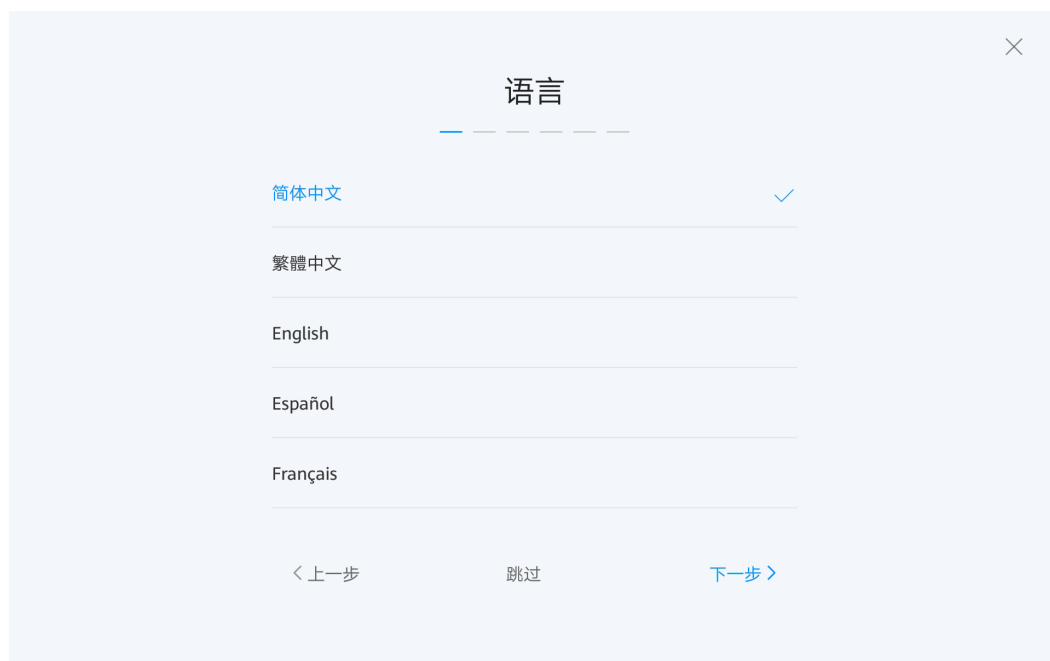 语言
简体中文
繁體中文
English
Español
Français
上一步 跳过 下一步